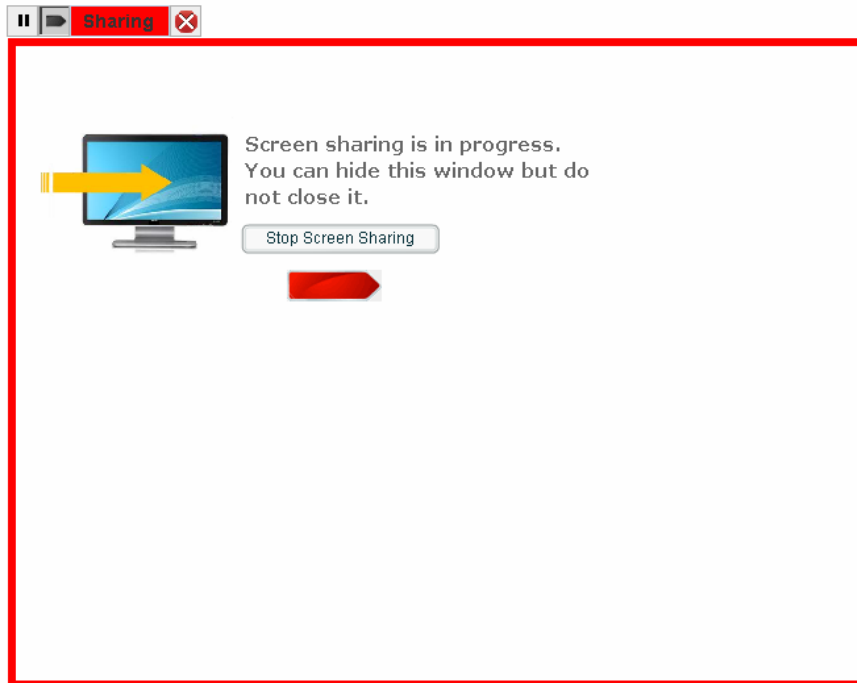 Sharing
Screen sharing is in progress.
You can hide this window but do
not close it.
Stop Screen Sharing